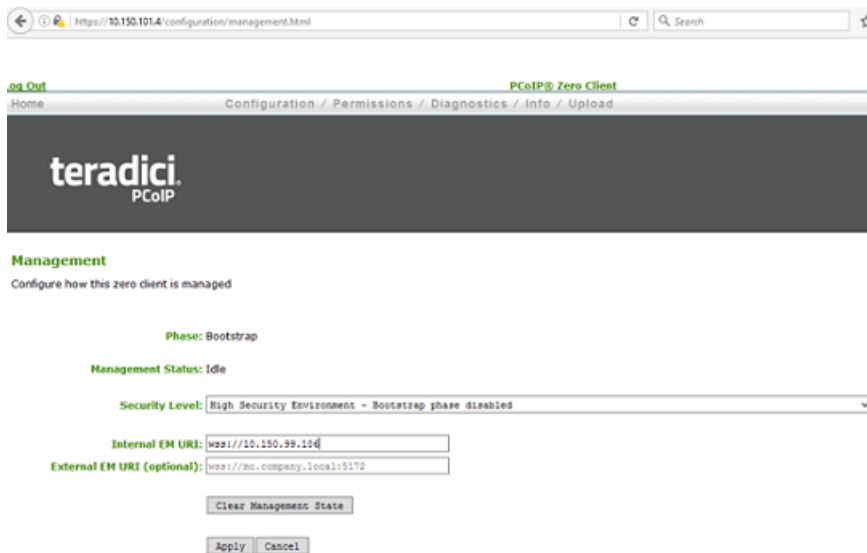 https://10.150.101.4/configuration/management.html
Search
og Out
PCoIP® Zero Client
Home
Configuration / Permissions / Diagnostics / Info / Upload
teradici.
PCoIP
Management
Configure how this zero client is managed
Phase: Bootstrap
Management Status: Idle
Security Level: High Security Environment - Bootstrap phase disabled
Internal EM URI: wss://10.150.99.106
External EM URI (optional): wss://mc.company.local:5172
Clear Management State
Apply Cancel